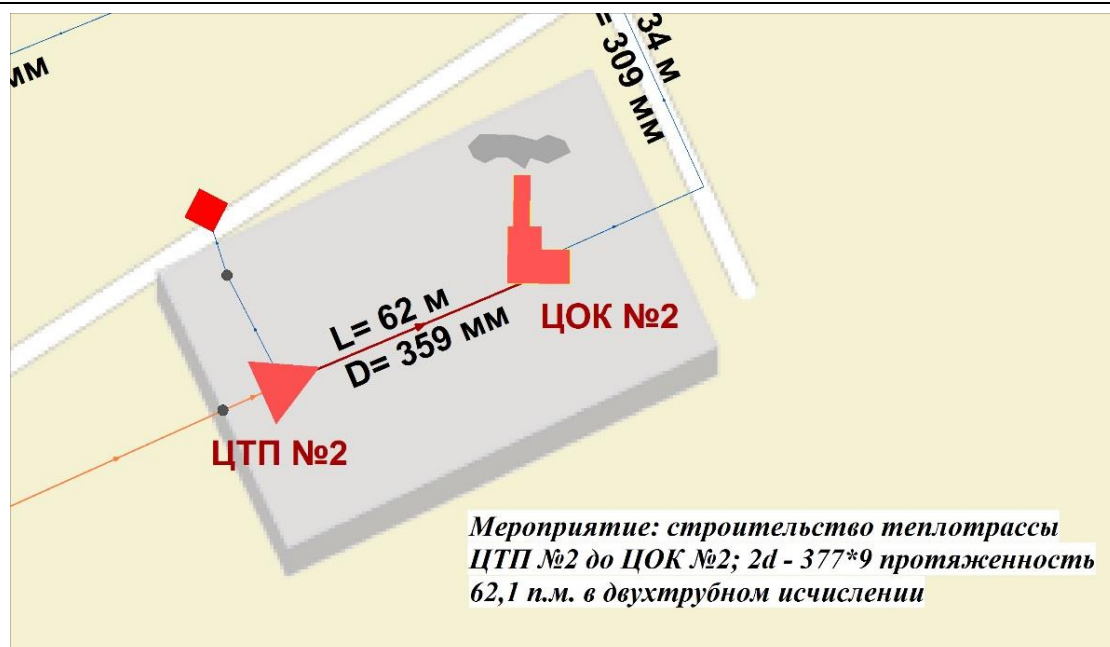 мм
34 м
= 309 мм
L= 62 м
D= 359 мм
ЦОК №2
ЦТП №2
Мероприятие: строительство теплотрассы
ЦТП №2 до ЦОК №2; 2d - 377*9 протяженность
62,1 п.м. в двухтрубном исчислении